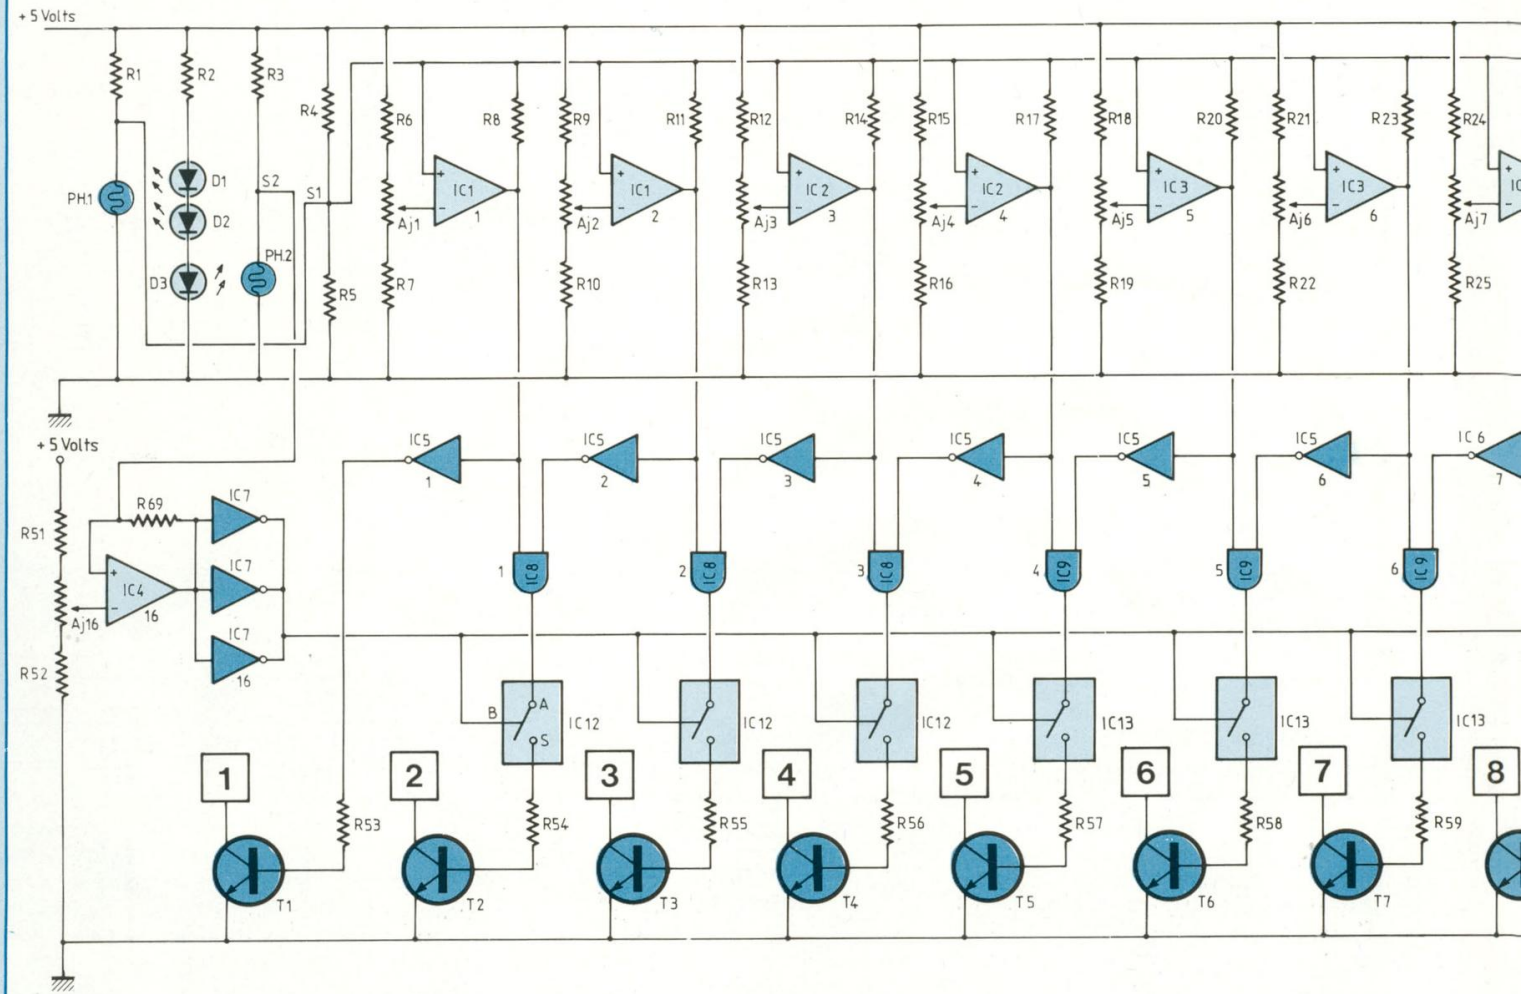 + 5 Volts
R1 R2 R3 R4 R6 R8 R9 R11 R12 R14 R15 R17 R18 R20 R21 R23 R24
+ + + + + + +
IC1 IC1 IC2 IC2 IC3 IC3
PH.1 D1 S2 S1
- - - - - - -
Aj1 1 Aj2 2 Aj3 3 Aj4 4 Aj5 5 Aj6 6 Aj7
D2
PH.2
D3 R5 R7 R10 R13 R16 R19 R22 R25
+ 5 Volts
IC5 IC5 IC5 IC5 IC5 IC5 IC 6
1 2 3 4 5 6 7
R69 IC7
R51
+ IC4 IC7
-
Aj16 16
1 IC8 2 IC8 3 IC8 4 IC9 5 IC9 6 IC9
IC7
R52 16
A
B IC12 IC12 IC12 IC13 IC13 IC13
S
1 2 3 4 5 6 7 8
R53 R54 R55 R56 R57 R58 R59
T1 T2 T3 T4 T5 T6 T7